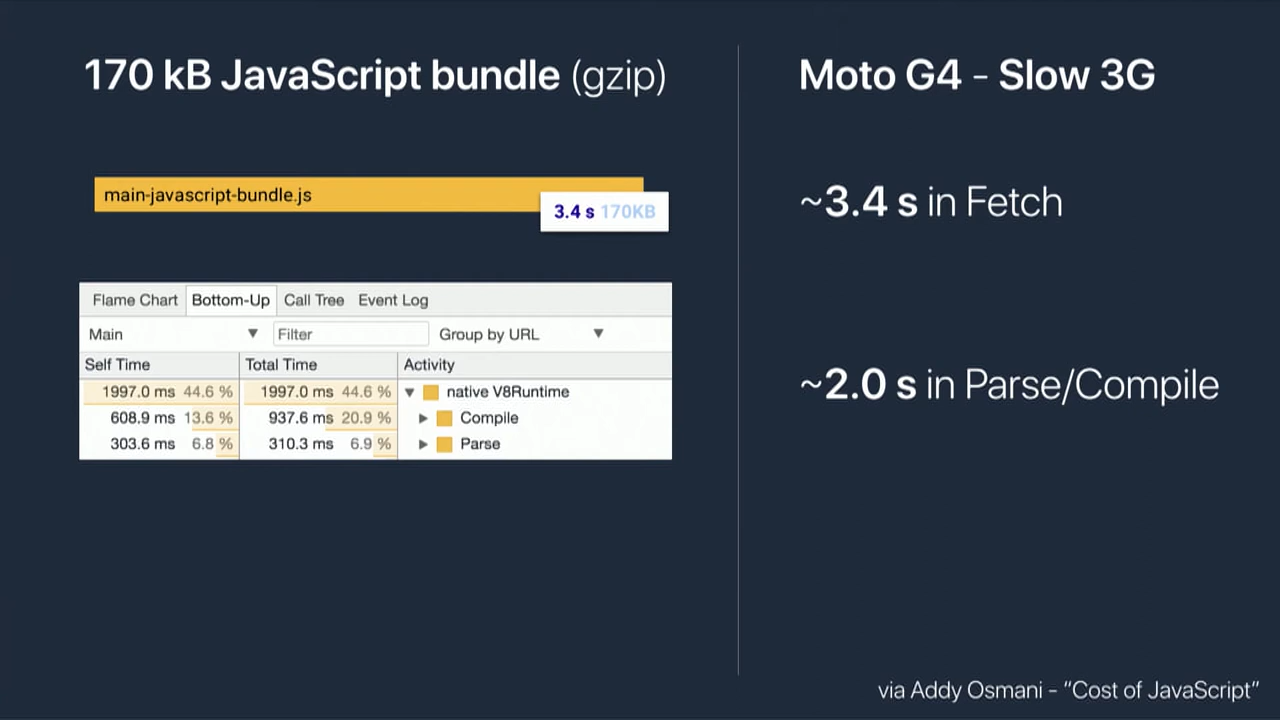 170 kB JavaScript bundle (gzip)
main-javascript-bundle.js
3.4 s 170KB
Flame Chart Bottom-Up Call Tree Event Log
Main ▼ Filter Group by URL ▼
Self Time Total Time Activity
1997.0 ms 44.6 % 1997.0 ms 44.6 % ▼ native V8Runtime
608.9 ms 13.6 % 937.6 ms 20.9 % ▶ Compile
303.6 ms 6.8 % 310.3 ms 6.9 % ▶ Parse
Moto G4 - Slow 3G
~3.4 s in Fetch
~2.0 s in Parse/Compile
via Addy Osmani - "Cost of JavaScript"